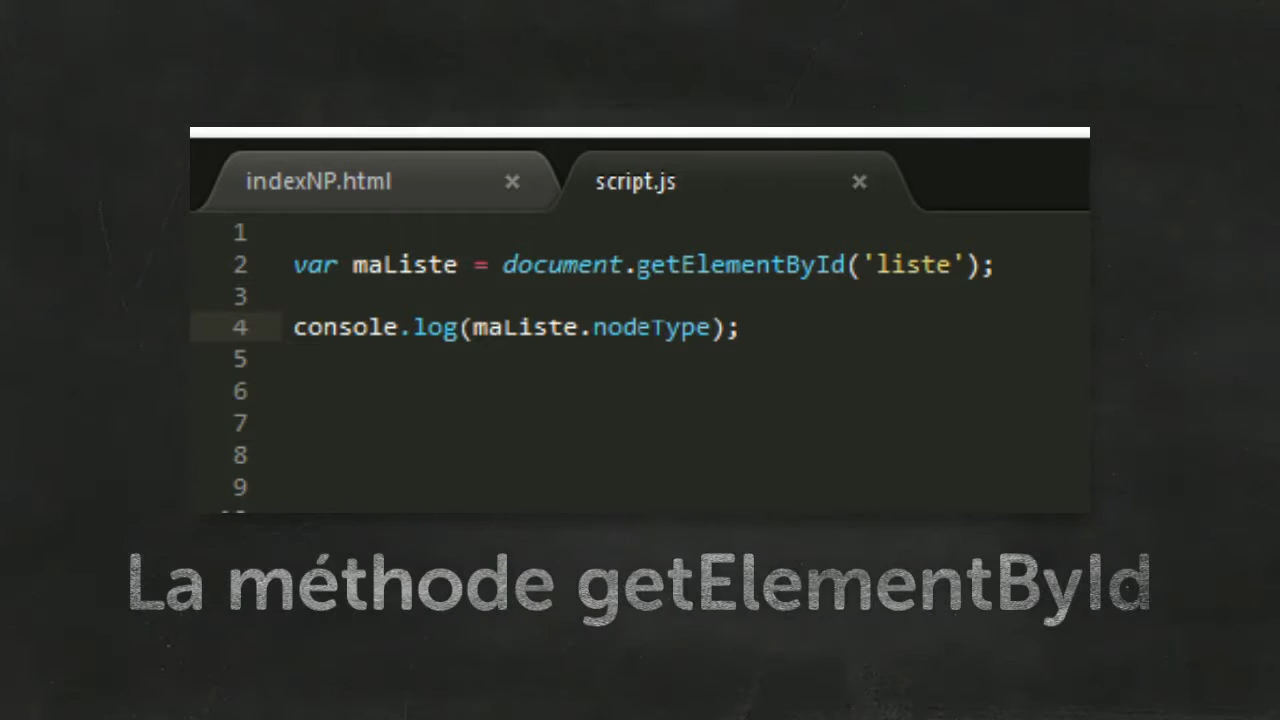 indexNP.html × script.js ×
1
2 var maListe = document.getElementById('liste');
3
4 console.log(maListe.nodeType);
5
6
7
8
9
La méthode getElementById